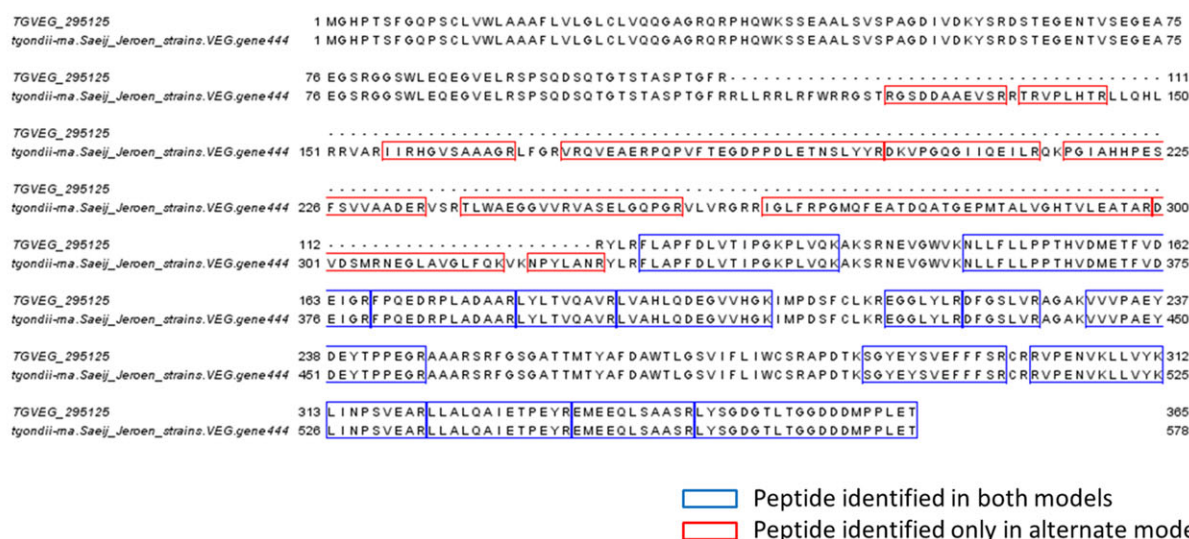 TGVEG_295125 1 MGHPTSFGQPSCLVWLAAAFLVLGLCLVQQGAGRQRPHQWKSSEAALSVSPAGDIVDKYSRDSTEGENTVSEGEA 75
tgondii-ma.Saeij_Jeroen_strains.VEG.gene444 1 MGHPTSFGQPSCLVWLAAAFLVLGLCLVQQGAGRQRPHQWKSSEAALSVSPAGDIVDKYSRDSTEGENTVSEGEA 75
TGVEG_295125 76 EGSRGGSWLEQEGVELRSPSQDSQTGTSTASPTGFR - - - - - - - - - - - - - - - - - - - - - - - - - - - - - - - - - - - - - - - 111
tgondii-ma.Saeij_Jeroen_strains.VEG.gene444 76 EGSRGGSWLEQEGVELRSPSQDSQTGTSTASPTGFRRLLRRLRFWRRGSTRGSDDAAEVSRRTRVPLHTRLLQHL 150
TGVEG_295125 - - - - - - - - - - - - - - - - - - - - - - - - - - - - - - - - - - - - - - - - - - - - - - - - - - - - - - - - - - - - - - - - - - - - - - - - - - -
tgondii-ma.Saeij_Jeroen_strains.VEG.gene444 151 RRVARIIRHGVSAAAGRLFGRVRQVEAERPQPVFTEGDPPDLETNSLYYRDKVPGQGIIQEILRQKPGIAHHPES 225
TGVEG_295125 - - - - - - - - - - - - - - - - - - - - - - - - - - - - - - - - - - - - - - - - - - - - - - - - - - - - - - - - - - - - - - - - - - - - - - - - - - -
tgondii-ma.Saeij_Jeroen_strains.VEG.gene444 226 FSVVAADERVSRTLWAEGGVVRVASELGQPGRVLVRGRRIGLFRPGMQFEATDQATGEPMTALVGHTVLEATARD 300
TGVEG_295125 112 - - - - - - - - - - - - - - - - - - - - - - - - RYLRFLAPFDLVTIPGKPLVQKAKSRNEVGWVKNLLFLLPPTHVDMETFVD 162
tgondii-ma.Saeij_Jeroen_strains.VEG.gene444 301 VDSMRNEGLAVGLFQKVKNPYLANRYLRFLAPFDLVTIPGKPLVQKAKSRNEVGWVKNLLFLLPPTHVDMETFVD 375
TGVEG_295125 163 EIGRFPQEDRPLADAARLYLTVQAVRLVAHLQDEGVVHGKIMPDSFCLKREGGLYLRDFGSLVRAGAKVVVPAEY 237
tgondii-ma.Saeij_Jeroen_strains.VEG.gene444 376 EIGRFPQEDRPLADAARLYLTVQAVRLVAHLQDEGVVHGKIMPDSFCLKREGGLYLRDFGSLVRAGAKVVVPAEY 450
TGVEG_295125 238 DEYTPPEGRAAARSRFGSGATTMTYAFDAWTLGSVIFLIWCSRAPDTKSGYEYSVEFFFSRCRRVPENVKLLVYK 312
tgondii-ma.Saeij_Jeroen_strains.VEG.gene444 451 DEYTPPEGRAAARSRFGSGATTMTYAFDAWTLGSVIFLIWCSRAPDTKSGYEYSVEFFFSRCRRVPENVKLLVYK 525
TGVEG_295125 313 LINPSVEARLLALQAIETPEYREMEEQLSAASRLYSGDGTLTGGDDDMPPLET 365
tgondii-ma.Saeij_Jeroen_strains.VEG.gene444 526 LINPSVEARLLALQAIETPEYREMEEQLSAASRLYSGDGTLTGGDDDMPPLET 578
Peptide identified in both models
Peptide identified only in alternate mode